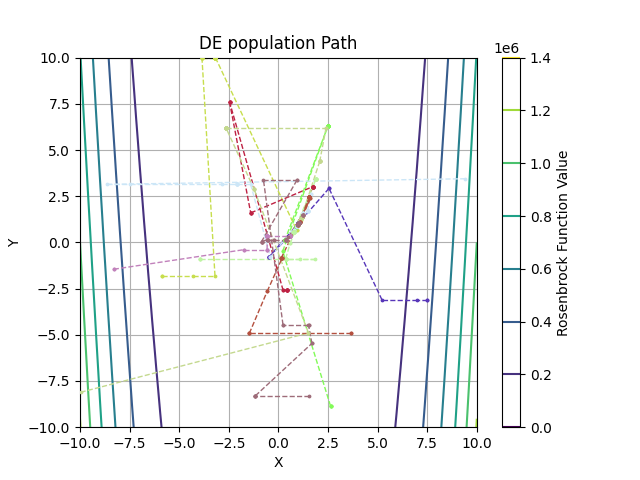 DE population Path
1e6
10.0
7.5
5.0
2.5
0.0
−2.5
−5.0
−7.5
−10.0
Y
−10.0 −7.5 −5.0 −2.5 0.0 2.5 5.0 7.5 10.0
X
1.4
1.2
1.0
0.8
0.6
0.4
0.2
0.0
Rosenbrock Function Value